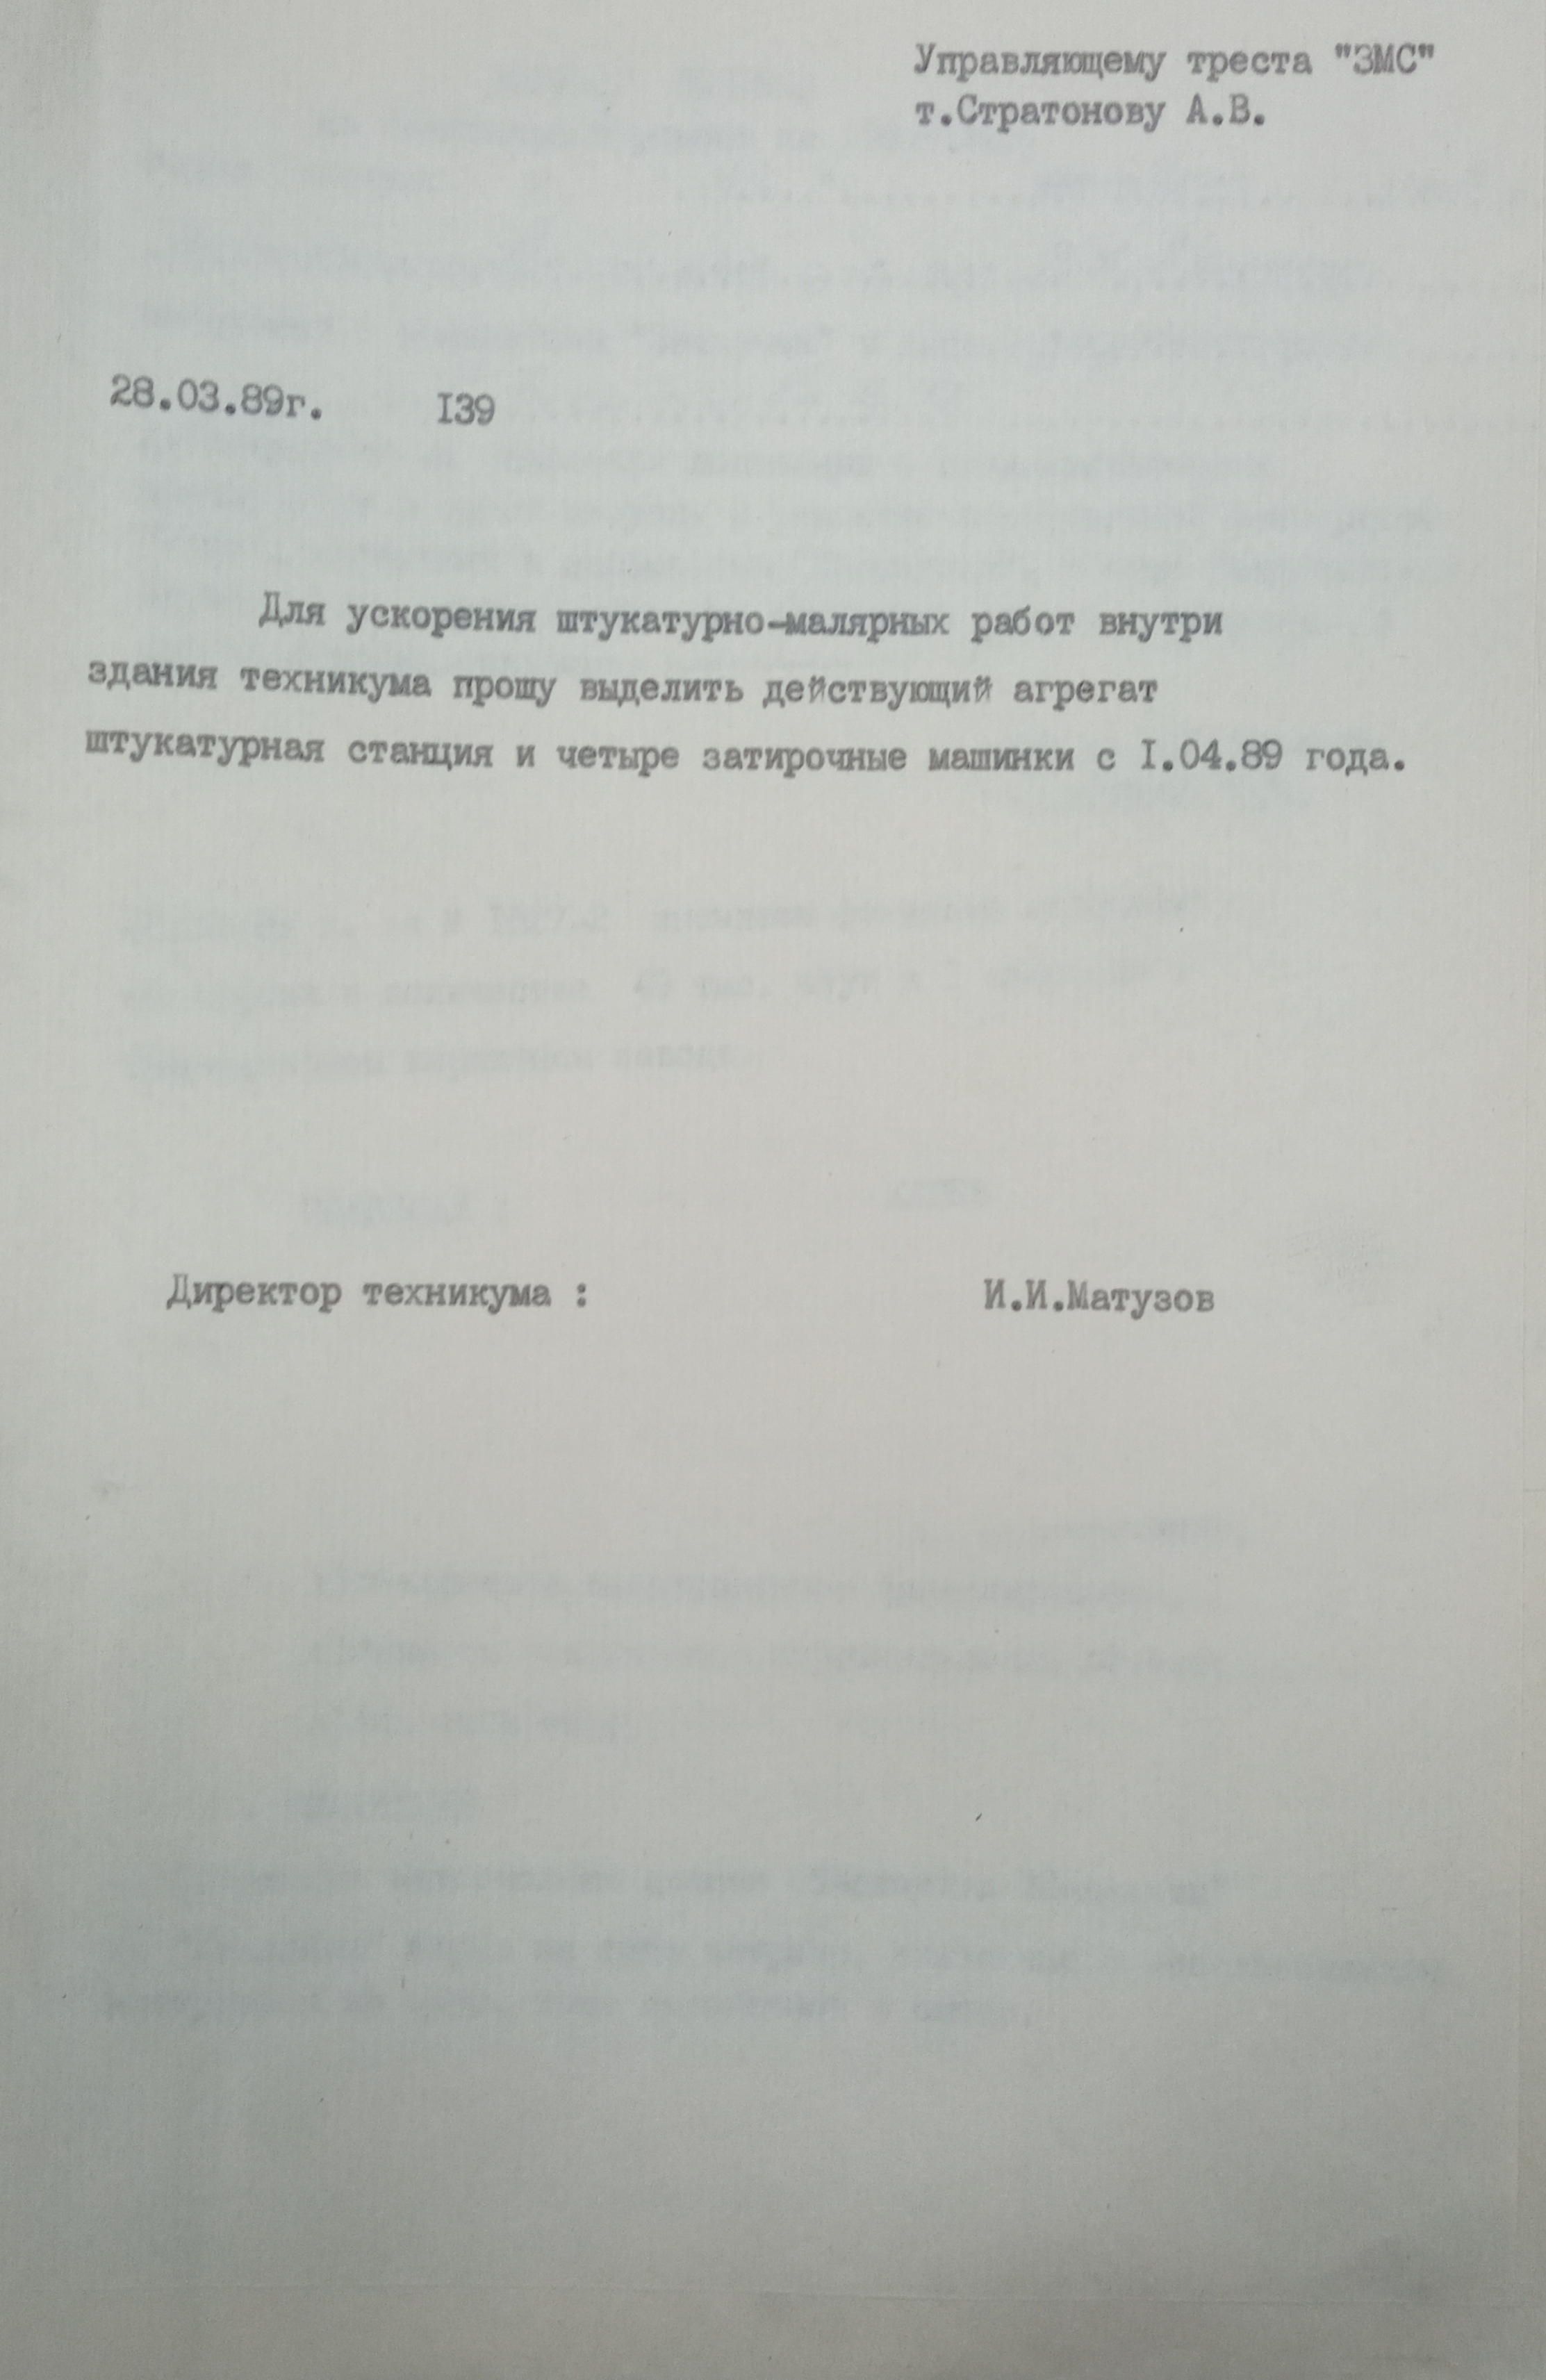 Управляющему треста "ЗМС"
т.Стратонову А.В.
28.03.89г. I39
Для ускорения штукатурно-малярных работ внутри
здания техникума прошу выделить действующий агрегат
штукатурная станция и четыре затирочные машинки с I.04.89 года.
Директор техникума :
И.И.Матузов